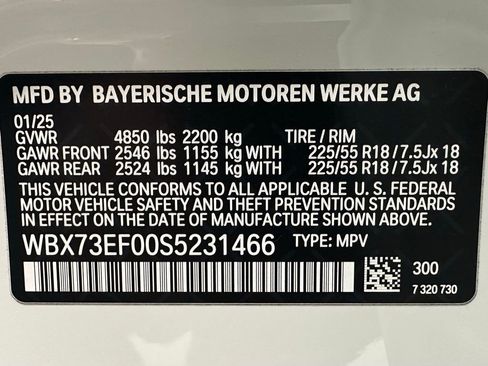 MFD BY BAYERISCHE MOTOREN WERKE AG
01/25
GVWR 4850 lbs 2200 kg TIRE / RIM
GAWR FRONT 2546 lbs 1155 kg WITH 225/55 R18 / 7.5Jx 18
GAWR REAR 2524 lbs 1145 kg WITH 225/55 R18 / 7.5Jx 18
THIS VEHICLE CONFORMS TO ALL APPLICABLE U. S. FEDERAL
MOTOR VEHICLE SAFETY AND THEFT PREVENTION STANDARDS
IN EFFECT ON THE DATE OF MANUFACTURE SHOWN ABOVE.
WBX73EF00S5231466 TYPE: MPV
300
7 320 730